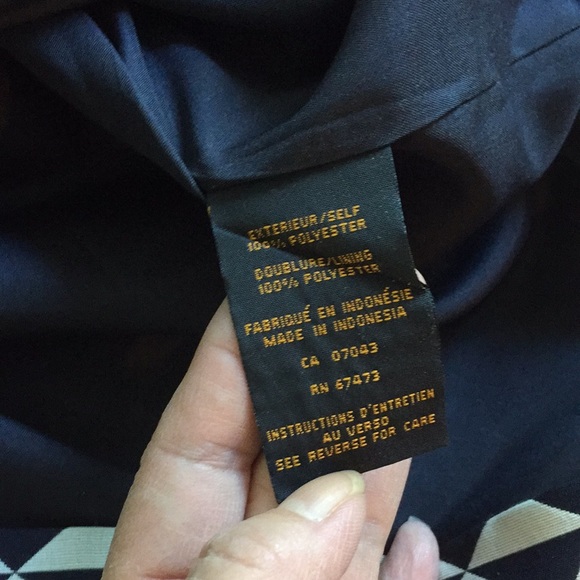 EXTERIEUR/SELF
100% POLYESTER
DOUBLURE/LINING
100% POLYESTER
FABRIQUÉ EN INDONÉSIE
MADE IN INDONESIA
CA 07043
RN 67473
INSTRUCTIONS D'ENTRETIEN
AU VERSO
SEE REVERSE FOR CARE